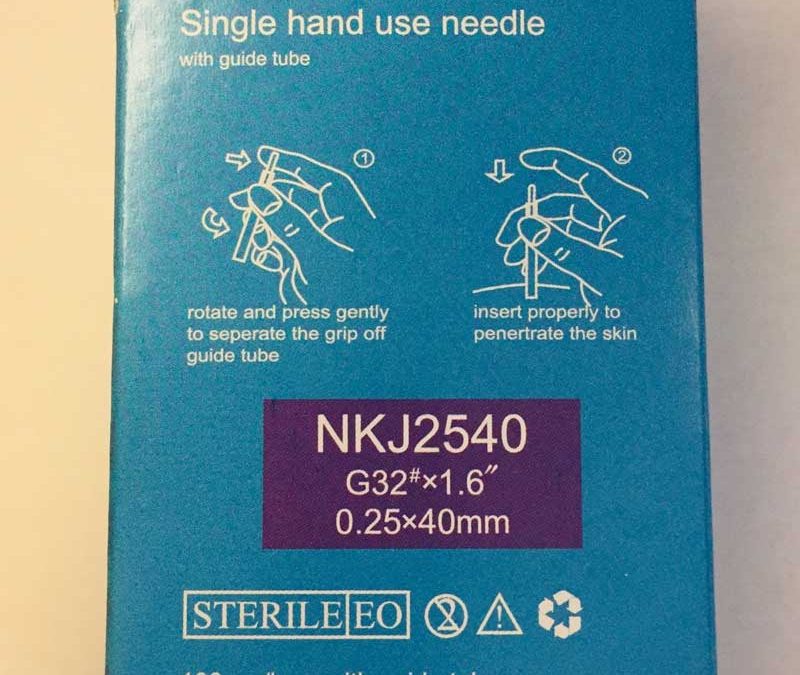 Single hand use needle
with guide tube
①
②
rotate and press gently
to seperate the grip off
guide tube
insert properly to
penertrate the skin
NKJ2540
G32#×1.6″
0.25×40mm
STERILE EO
2